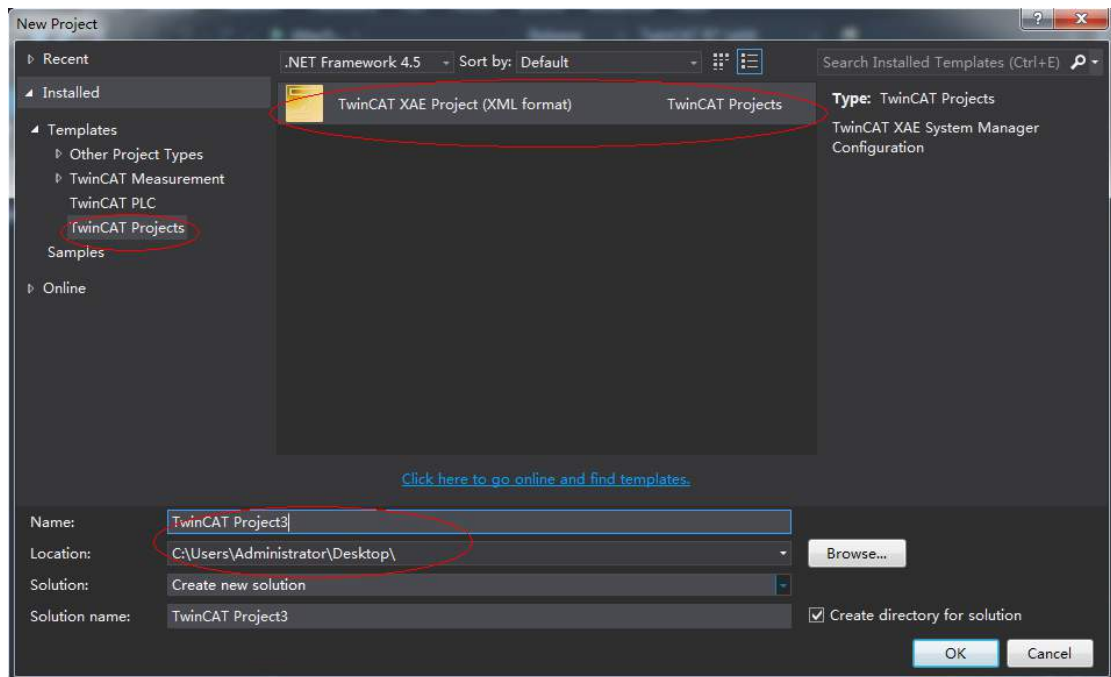 New Project
Recent
.NET Framework 4.5 Sort by: Default Search Installed Templates (Ctrl+E)
Installed
TwinCAT XAE Project (XML format) TwinCAT Projects
Type: TwinCAT Projects
TwinCAT XAE System Manager
Configuration
Templates
Other Project Types
TwinCAT Measurement
TwinCAT PLC
TwinCAT Projects
Samples
Online
Click here to go online and find templates.
Name: TwinCAT Project3
Location: C:\Users\Administrator\Desktop\ Browse...
Solution: Create new solution
Solution name: TwinCAT Project3 Create directory for solution
OK Cancel